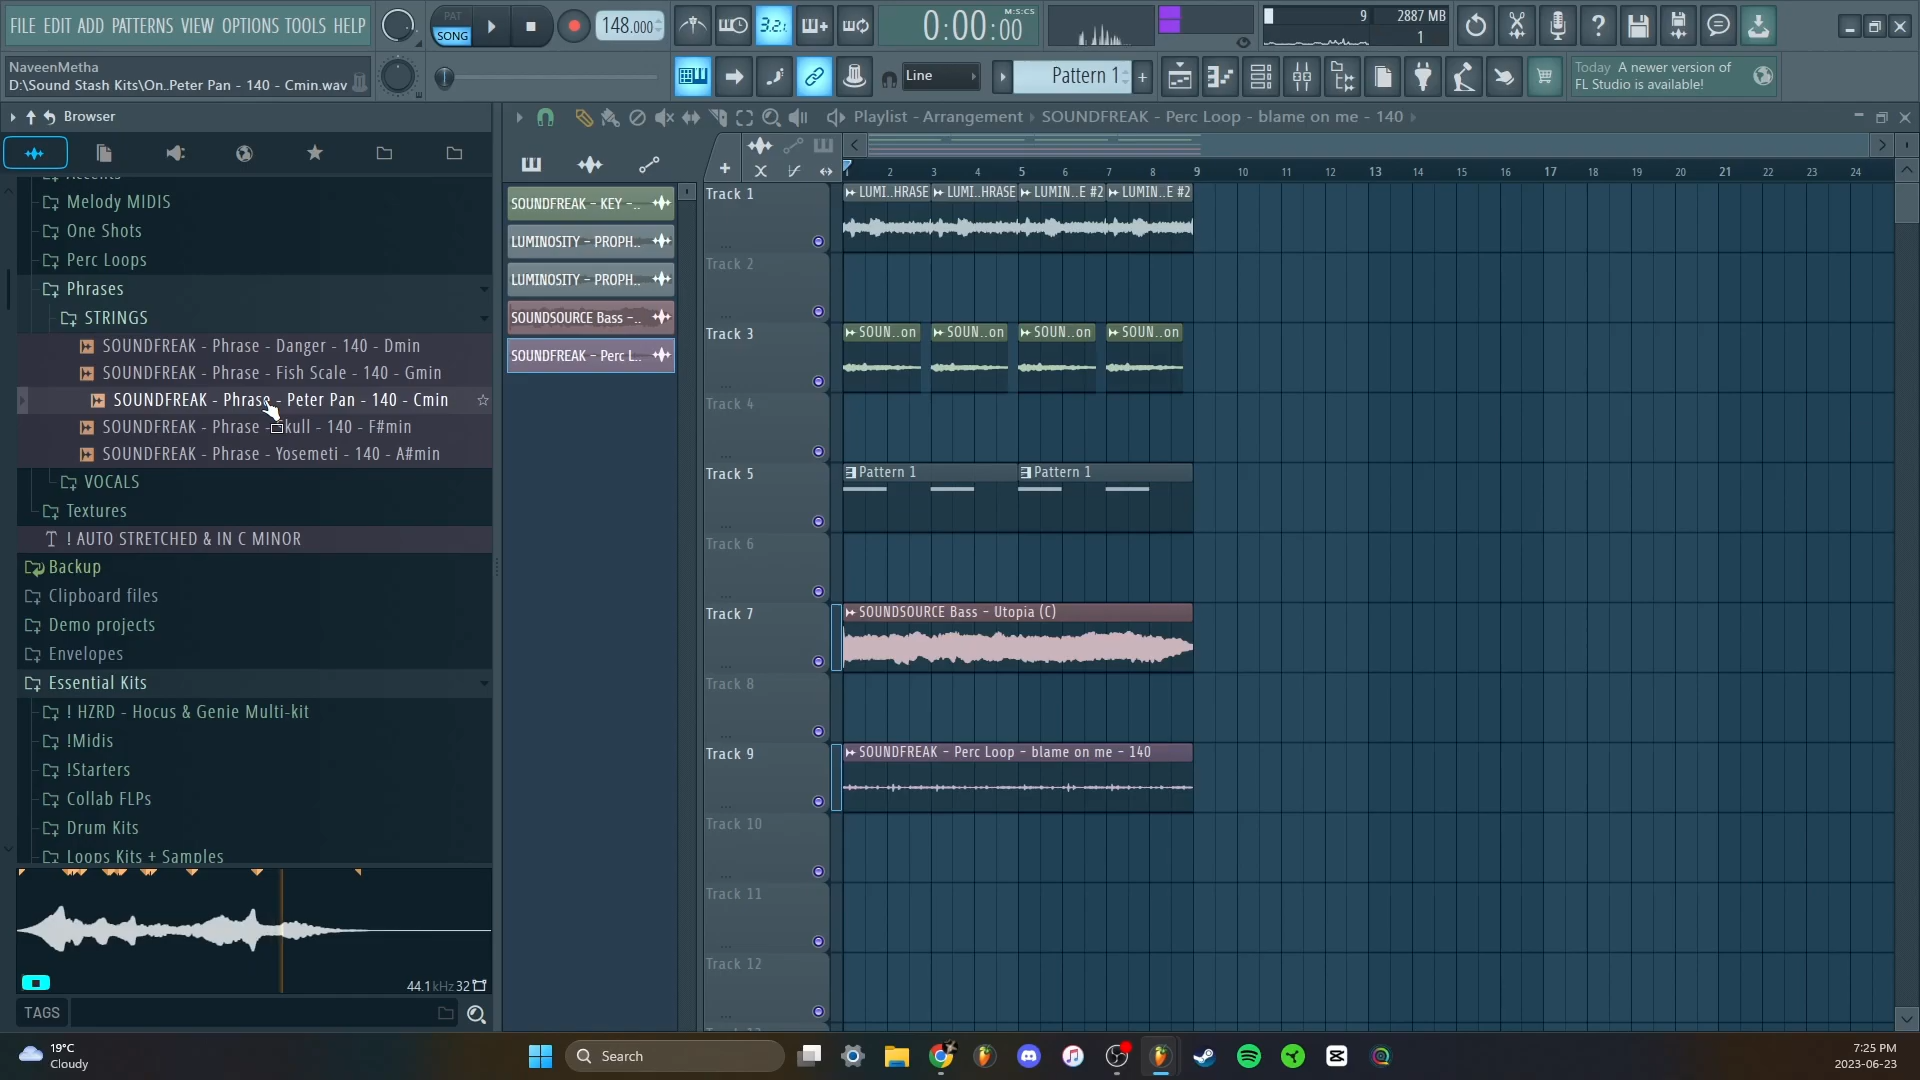 FILE EDIT ADD PATTERNS VIEW OPTIONS TOOLS HELP
PAT
SONG
148.000
3.2.1
0:00:00
M:S:CS
9
2887 MB
1
NaveenMetha
D:\Sound Stash Kits\On..Peter Pan - 140 - Cmin.wav
Line
Pattern 1
Today A newer version of
FL Studio is available!
Browser
Playlist - Arrangement › SOUNDFREAK - Perc Loop - blame on me - 140
Melody MIDIS
One Shots
Perc Loops
Phrases
STRINGS
SOUNDFREAK - Phrase - Danger - 140 - Dmin
SOUNDFREAK - Phrase - Fish Scale - 140 - Gmin
SOUNDFREAK - Phrase - Peter Pan - 140 - Cmin
SOUNDFREAK - Phrase - Skull - 140 - F#min
SOUNDFREAK - Phrase - Yosemeti - 140 - A#min
VOCALS
Textures
! AUTO STRETCHED & IN C MINOR
Backup
Clipboard files
Demo projects
Envelopes
Essential Kits
! HZRD - Hocus & Genie Multi-kit
!Midis
!Starters
Collab FLPs
Drum Kits
Loops Kits + Samples
44.1kHz 32
TAGS
SOUNDFREAK - KEY -..
LUMINOSITY - PROPH..
LUMINOSITY - PROPH..
SOUNDSOURCE Bass -..
SOUNDFREAK - Perc L..
2 3 4 5 6 7 8 9 10 11 12 13 14 15 16 17 18 19 20 21 22 23 24
Track 1
LUMI..HRASE LUMI..HRASE LUMIN..E #2 LUMIN..E #2
Track 2
Track 3
SOUN..on SOUN..on SOUN..on SOUN..on
Track 4
Track 5
Pattern 1 Pattern 1
Track 6
Track 7
SOUNDSOURCE Bass - Utopia (C)
Track 8
Track 9
SOUNDFREAK - Perc Loop - blame on me - 140
Track 10
Track 11
Track 12
19°C
Cloudy
Search
7:25 PM
2023-06-23